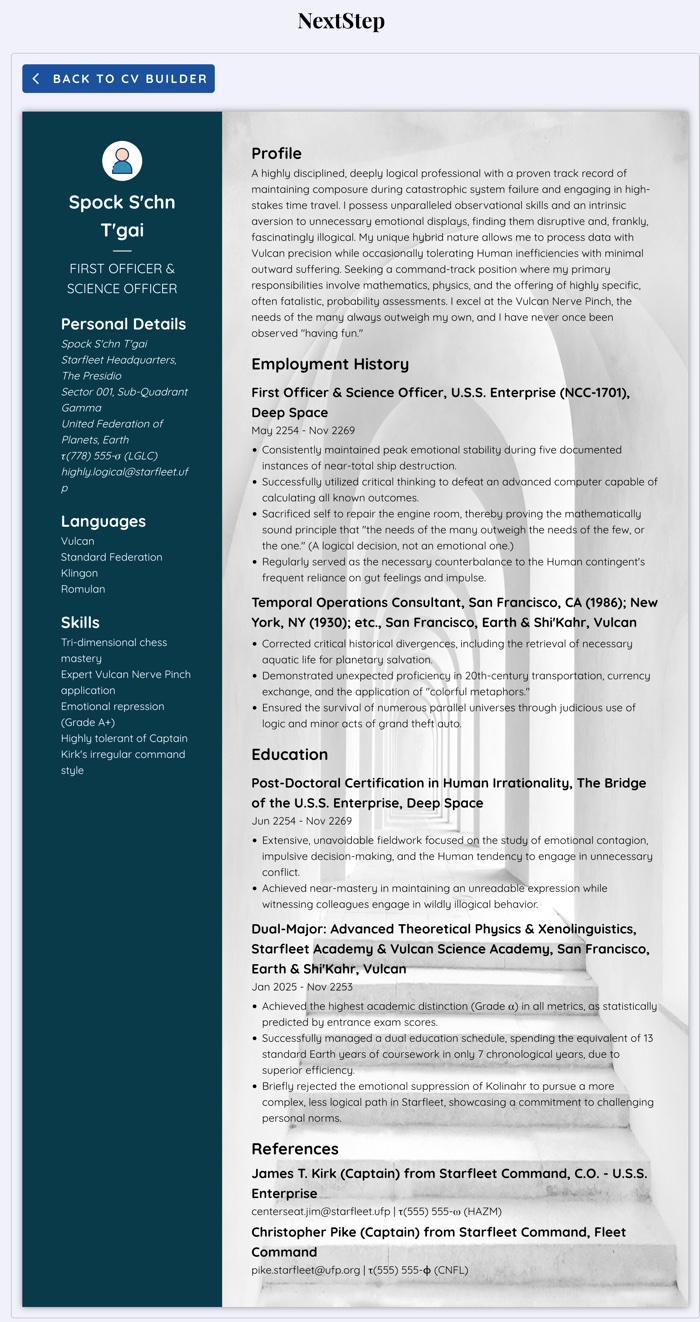 NextStep
BACK TO CV BUILDER
Spock S'chn
T'gai
FIRST OFFICER &
SCIENCE OFFICER
Personal Details
Spock S'chn T'gai
Starfleet Headquarters,
The Presidio
Sector 001, Sub-Quadrant
Gamma
United Federation of
Planets, Earth
τ(778) 555-σ (LGLC)
highly.logical@starfleet.uf
p
Languages
Vulcan
Standard Federation
Klingon
Romulan
Skills
Tri-dimensional chess
mastery
Expert Vulcan Nerve Pinch
application
Emotional repression
(Grade A+)
Highly tolerant of Captain
Kirk's irregular command
style
Profile
A highly disciplined, deeply logical professional with a proven track record of
maintaining composure during catastrophic system failure and engaging in high-
stakes time travel. I possess unparalleled observational skills and an intrinsic
aversion to unnecessary emotional displays, finding them disruptive and, frankly,
fascinatingly illogical. My unique hybrid nature allows me to process data with
Vulcan precision while occasionally tolerating Human inefficiencies with minimal
outward suffering. Seeking a command-track position where my primary
responsibilities involve mathematics, physics, and the offering of highly specific,
often fatalistic, probability assessments. I excel at the Vulcan Nerve Pinch, the
needs of the many always outweigh my own, and I have never once been
observed "having fun."
Employment History
First Officer & Science Officer, U.S.S. Enterprise (NCC-1701),
Deep Space
May 2254 - Nov 2269
• Consistently maintained peak emotional stability during five documented
instances of near-total ship destruction.
• Successfully utilized critical thinking to defeat an advanced computer capable of
calculating all known outcomes.
• Sacrificed self to repair the engine room, thereby proving the mathematically
sound principle that "the needs of the many outweigh the needs of the few, or
the one." (A logical decision, not an emotional one.)
• Regularly served as the necessary counterbalance to the Human contingent's
frequent reliance on gut feelings and impulse.
Temporal Operations Consultant, San Francisco, CA (1986); New
York, NY (1930); etc., San Francisco, Earth & Shi'Kahr, Vulcan
• Corrected critical historical divergences, including the retrieval of necessary
aquatic life for planetary salvation.
• Demonstrated unexpected proficiency in 20th-century transportation, currency
exchange, and the application of "colorful metaphors."
• Ensured the survival of numerous parallel universes through judicious use of
logic and minor acts of grand theft auto.
Education
Post-Doctoral Certification in Human Irrationality, The Bridge
of the U.S.S. Enterprise, Deep Space
Jun 2254 - Nov 2269
• Extensive, unavoidable fieldwork focused on the study of emotional contagion,
impulsive decision-making, and the Human tendency to engage in unnecessary
conflict.
• Achieved near-mastery in maintaining an unreadable expression while
witnessing colleagues engage in wildly illogical behavior.
Dual-Major: Advanced Theoretical Physics & Xenolinguistics,
Starfleet Academy & Vulcan Science Academy, San Francisco,
Earth & Shi'Kahr, Vulcan
Jan 2025 - Nov 2253
• Achieved the highest academic distinction (Grade α) in all metrics, as statistically
predicted by entrance exam scores.
• Successfully managed a dual education schedule, spending the equivalent of 13
standard Earth years of coursework in only 7 chronological years, due to
superior efficiency.
• Briefly rejected the emotional suppression of Kolinahr to pursue a more
complex, less logical path in Starfleet, showcasing a commitment to challenging
personal norms.
References
James T. Kirk (Captain) from Starfleet Command, C.O. - U.S.S.
Enterprise
centerseat.jim@starfleet.ufp | τ(555) 555-ω (HAZM)
Christopher Pike (Captain) from Starfleet Command, Fleet
Command
pike.starfleet@ufp.org | τ(555) 555-ϕ (CNFL)